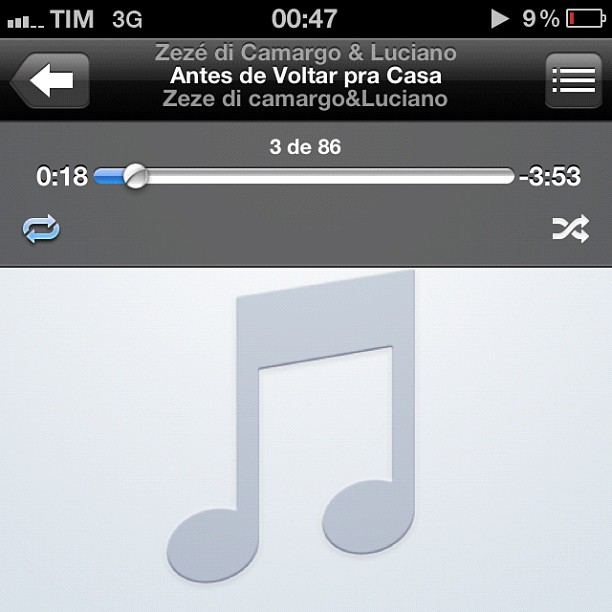 TIM 3G 00:47 9%
Zezé di Camargo & Luciano
Antes de Voltar pra Casa
Zeze di camargo&Luciano
3 de 86
0:18 -3:53